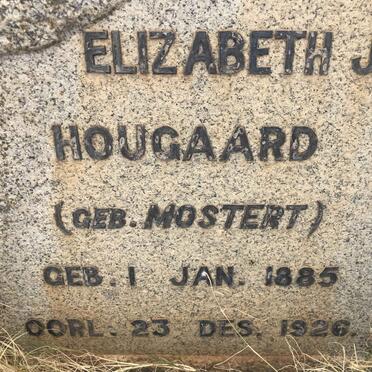 ELIZABETH J
HOUGAARD
(GEB. MOSTERT)
GEB. 1 JAN. 1885
OORL. 23 DES. 1926.